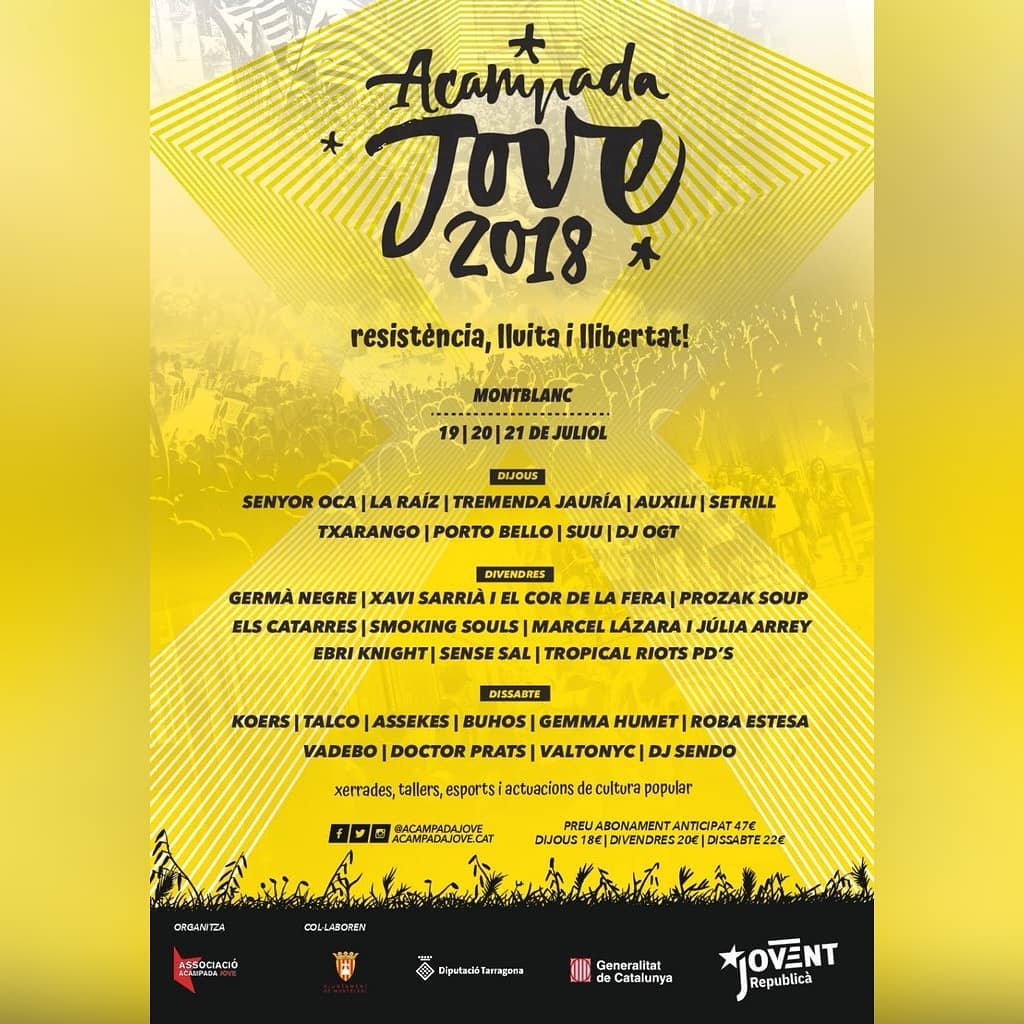 Acampada
Jove
2018
resistència, lluita i llibertat!
MONTBLANC
19 | 20 | 21 DE JULIOL
DIJOUS
SENYOR OCA | LA RAÍZ | TREMENDA JAURÍA | AUXILI | SETRILL
TXARANGO | PORTO BELLO | SUU | DJ OGT
DIVENDRES
GERMÀ NEGRE | XAVI SARRIÀ I EL COR DE LA FERA | PROZAK SOUP
ELS CATARRES | SMOKING SOULS | MARCEL LÁZARA I JÚLIA ARREY
EBRI KNIGHT | SENSE SAL | TROPICAL RIOTS PD'S
DISSABTE
KOERS | TALCO | ASSEKES | BUHOS | GEMMA HUMET | ROBA ESTESA
VADEBO | DOCTOR PRATS | VALTONYC | DJ SENDO
xerrades, tallers, esports i actuacions de cultura popular
@ACAMPADAJOVE
ACAMPADAJOVE.CAT
PREU ABONAMENT ANTICIPAT 47€
DIJOUS 18€ | DIVENDRES 20€ | DISSABTE 22€
ORGANITZA
COL·LABOREN
ASSOCIACIÓ
ACAMPADA JOVE
AJUNTAMENT
DE MONTBLANC
Diputació Tarragona
Generalitat
de Catalunya
JOVENT
Republicà